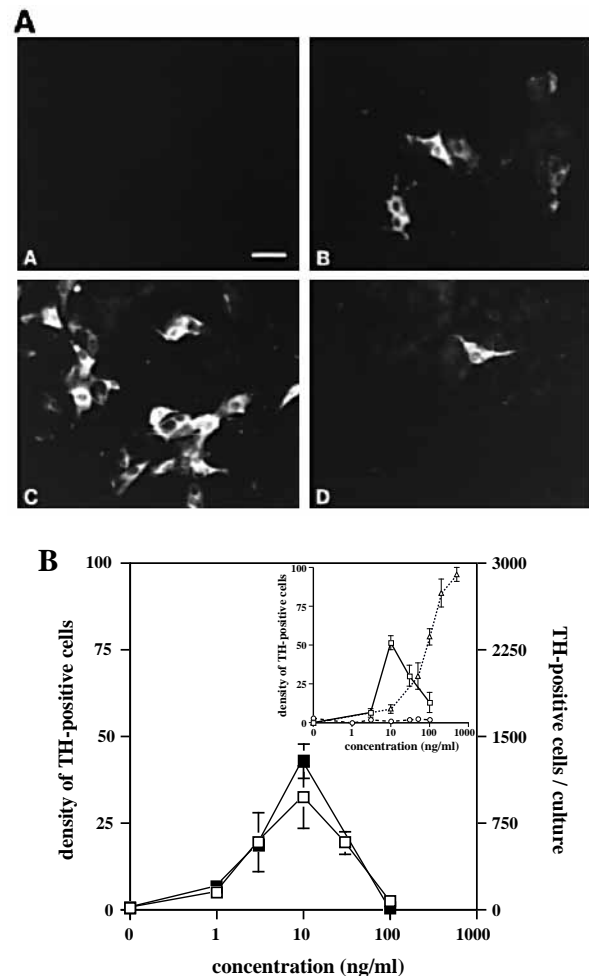 A
A
B
C
D
B
100
75
50
25
0
density of TH-positive cells
3000
2250
1500
750
0
TH-positive cells / culture
100
75
50
25
0
density of TH-positive cells
0
1
10
100
1000
concentration (ng/ml)
0
1
10
100
1000
concentration (ng/ml)